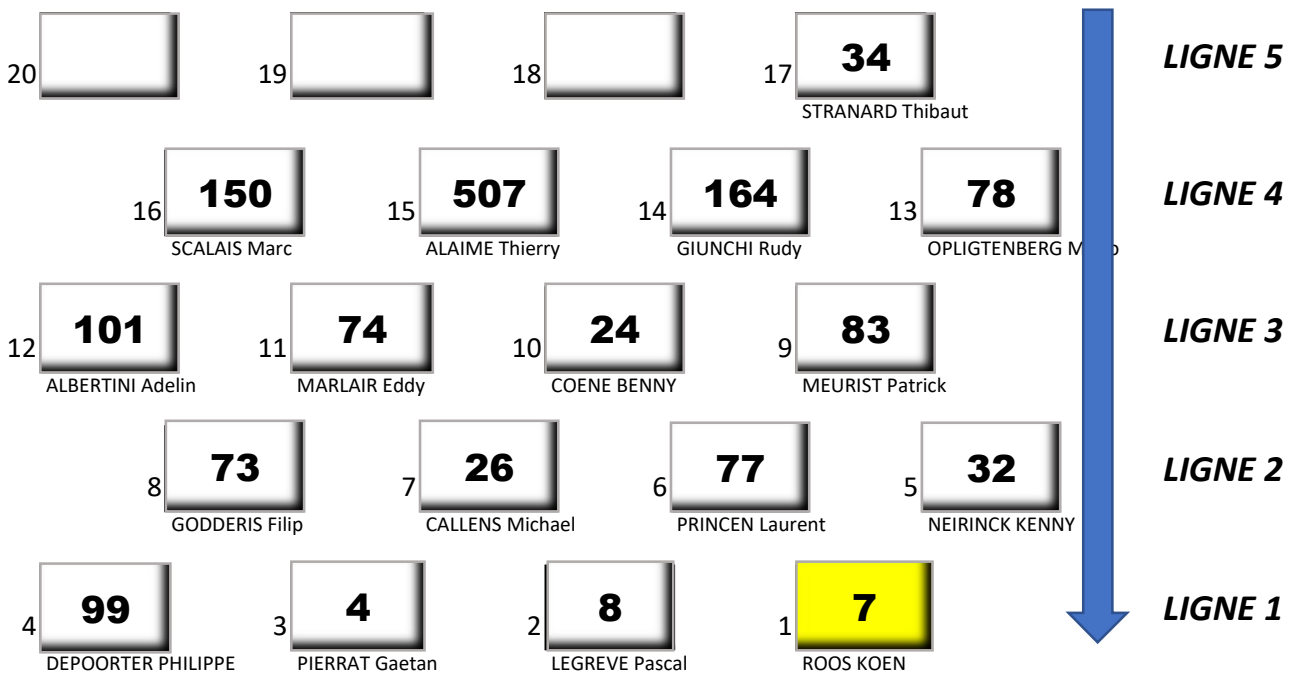 34
20 19 18 17 LIGNE 5
STRANARD Thibaut
150 507 164 78
16 15 14 13 LIGNE 4
SCALAIS Marc ALAIME Thierry GIUNCHI Rudy OPLIGTENBERG
101 74 24 83
12 11 10 9 LIGNE 3
ALBERTINI Adelin MARLAIR Eddy COENE BENNY MEURIST Patrick
73 26 77 32
8 7 6 5 LIGNE 2
GODDERIS Filip CALLENS Michael PRINCEN Laurent NEIRINCK KENNY
99 4 8 7
4 3 2 1 LIGNE 1
DEPOORTER PHILIPPE PIERRAT Gaetan LEGREVE Pascal ROOS KOEN